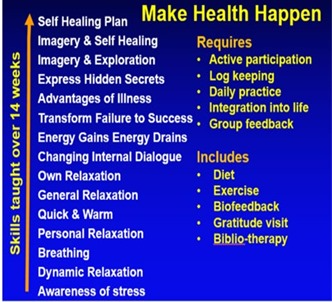 Make Health Happen
Skills taught over 14 weeks
Self Healing Plan
Imagery & Self Healing
Imagery & Exploration
Express Hidden Secrets
Advantages of Illness
Transform Failure to Success
Energy Gains Energy Drains
Changing Internal Dialogue
Own Relaxation
General Relaxation
Quick & Warm
Personal Relaxation
Breathing
Dynamic Relaxation
Awareness of stress
Requires
• Active participation
• Log keeping
• Daily practice
• Integration into life
• Group feedback
Includes
• Diet
• Exercise
• Biofeedback
• Gratitude visit
• Biblio-therapy